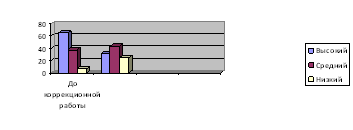 80
60
40
20
0
До
коррекционной
работы
Высокий
Средний
Низкий